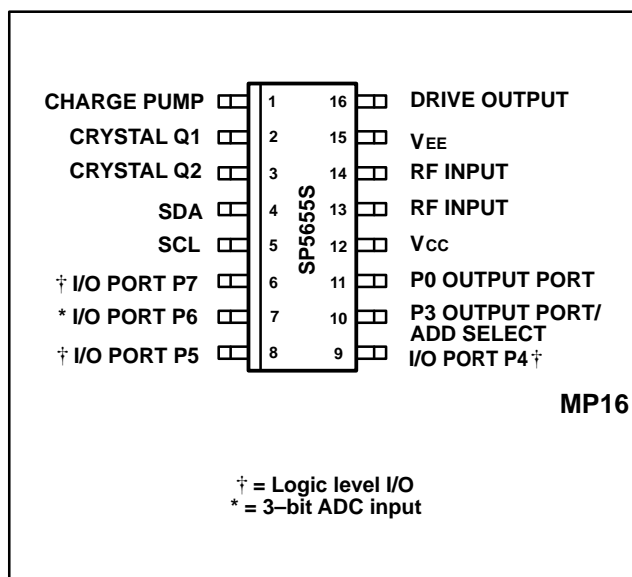 CHARGE PUMP 1 16 DRIVE OUTPUT
CRYSTAL Q1 2 15 VEE
CRYSTAL Q2 3 14 RF INPUT
SDA 4 13 RF INPUT
SCL 5 12 VCC
† I/O PORT P7 6 11 P0 OUTPUT PORT
* I/O PORT P6 7 10 P3 OUTPUT PORT/
ADD SELECT
† I/O PORT P5 8 9 I/O PORT P4 †
SP5655S
MP16
† = Logic level I/O
* = 3–bit ADC input